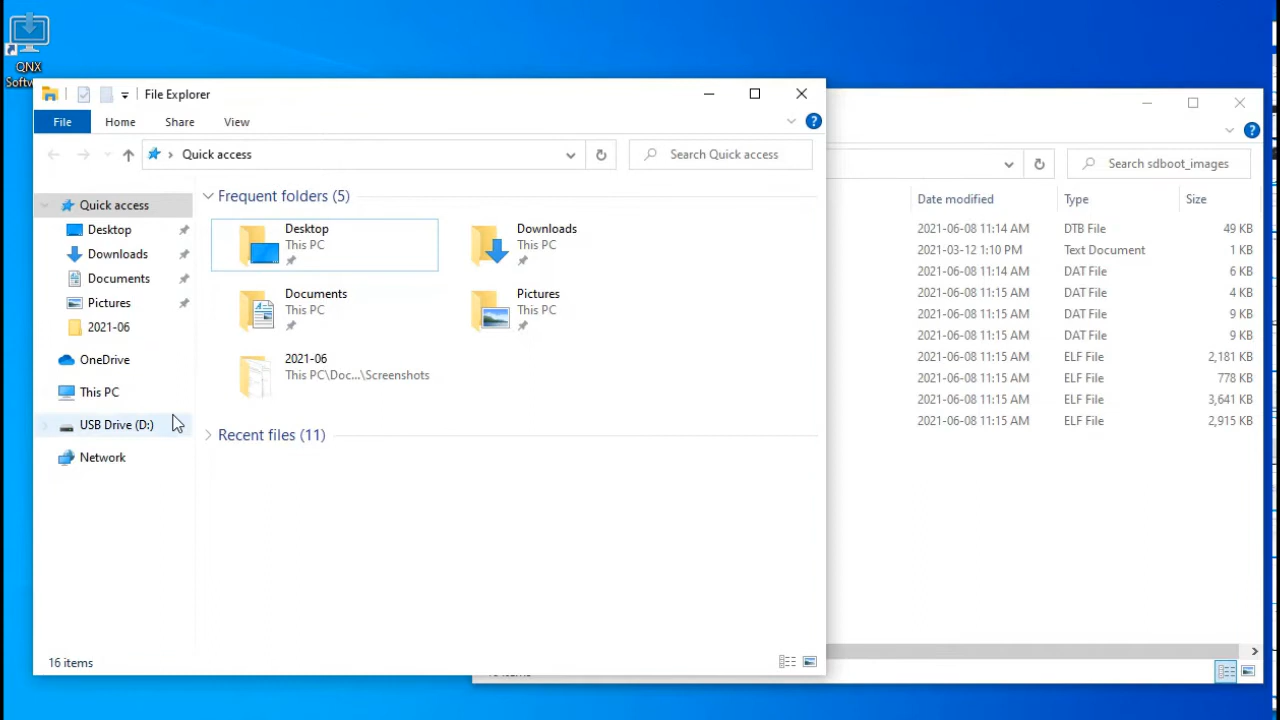 QNX
Softw
File Explorer
File Home Share View
Quick access
Search Quick access
Quick access
Desktop
Downloads
Documents
Pictures
2021-06
OneDrive
This PC
USB Drive (D:)
Network
Frequent folders (5)
Desktop
This PC
Downloads
This PC
Documents
This PC
Pictures
This PC
2021-06
This PC\Doc...\Screenshots
Recent files (11)
16 items
Search sdboot_images
Date modified Type Size
2021-06-08 11:14 AM DTB File 49 KB
2021-03-12 1:10 PM Text Document 1 KB
2021-06-08 11:14 AM DAT File 6 KB
2021-06-08 11:15 AM DAT File 4 KB
2021-06-08 11:15 AM DAT File 9 KB
2021-06-08 11:15 AM DAT File 9 KB
2021-06-08 11:15 AM ELF File 2,181 KB
2021-06-08 11:15 AM ELF File 778 KB
2021-06-08 11:15 AM ELF File 3,641 KB
2021-06-08 11:15 AM ELF File 2,915 KB